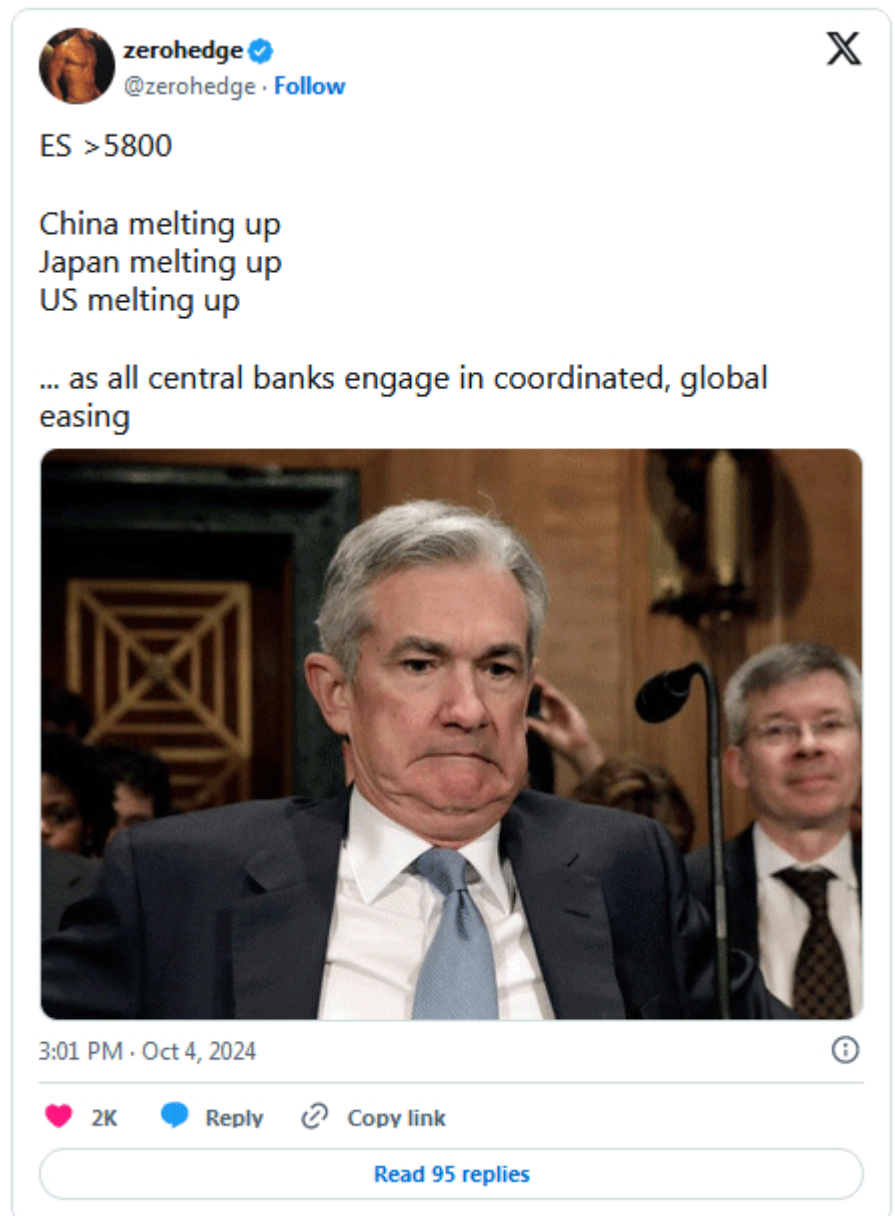 zerohedge
@zerohedge · Follow
ES >5800
China melting up
Japan melting up
US melting up
... as all central banks engage in coordinated, global
easing
3:01 PM · Oct 4, 2024
2K Reply Copy link
Read 95 replies